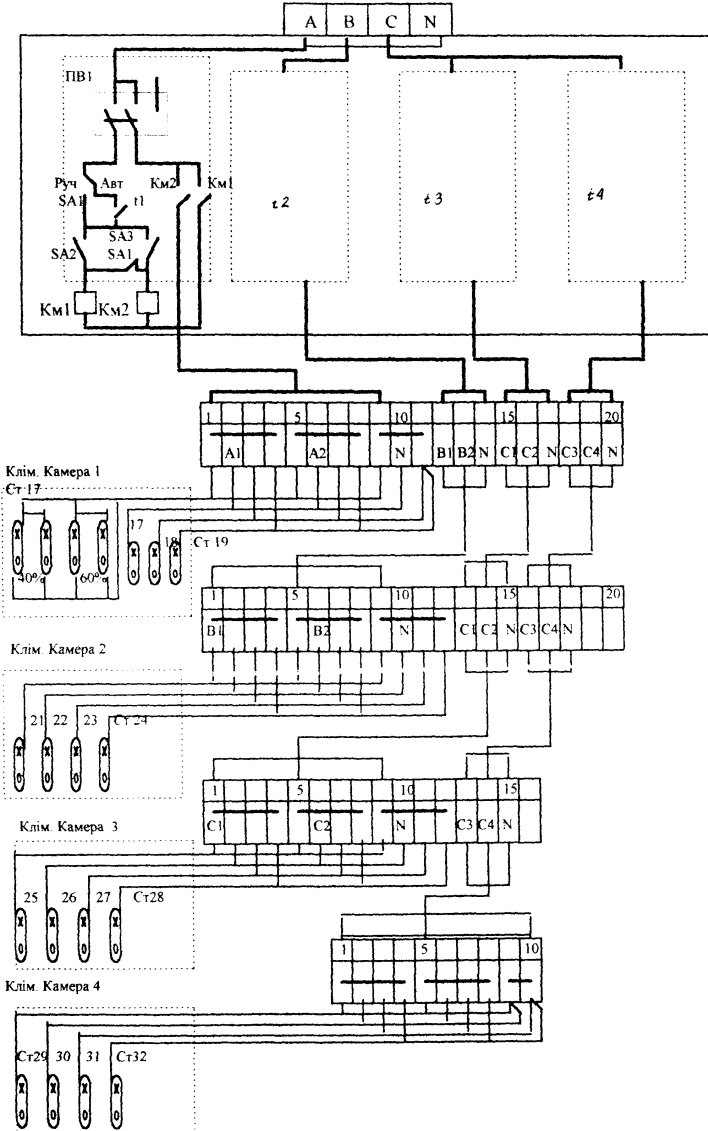 A B C N
ПВ1
Руч Авт Км2 Км1
SA1 t1
SA3
SA2 SA1
Км1 Км2
t2
t3
t4
1 5 10 15 20
A1 A2 N B1 B2 N C1 C2 N C3 C4 N
Клім. Камера 1
Ст 17
17 18 Ст 19
40% 60%
X X X X X X X
O O O O O O O
1 5 10 15 20
B1 B2 N C1 C2 N C3 C4 N
Клім. Камера 2
21 22 23 Ст 24
X X X X
O O O O
1 5 10 15
C1 C2 N C3 C4 N
Клім. Камера 3
25 26 27 Ст28
X X X X
O O O O
1 5 10
Клім. Камера 4
Ст29 30 31 Ст32
X X X X
O O O O